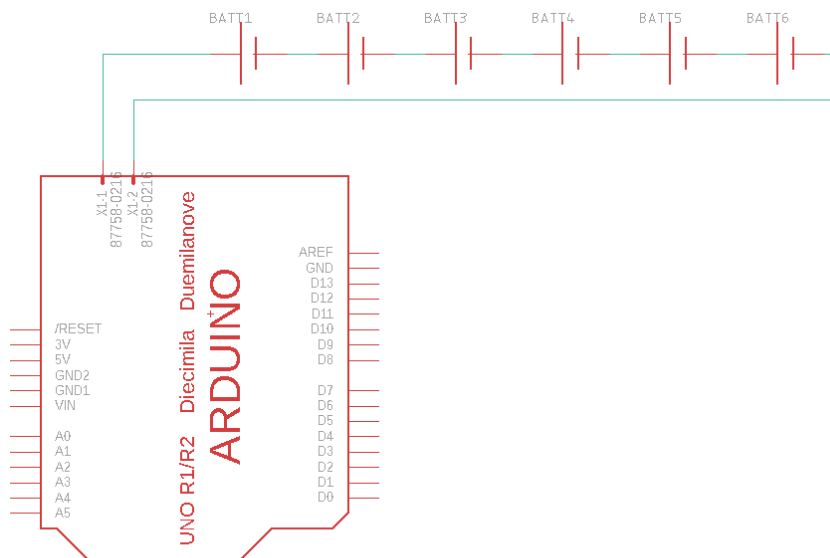 BATT1 BATT2 BATT3 BATT4 BATT5 BATT6
X1-1
87758-0216
X1-2
87758-0216
UNO R1/R2 Diecimila Duemilanove
ARDUINO
/RESET
3V
5V
GND2
GND1
VIN
A0
A1
A2
A3
A4
A5
AREF
GND
D13
D12
D11
D10
D9
D8
D7
D6
D5
D4
D3
D2
D1
D0